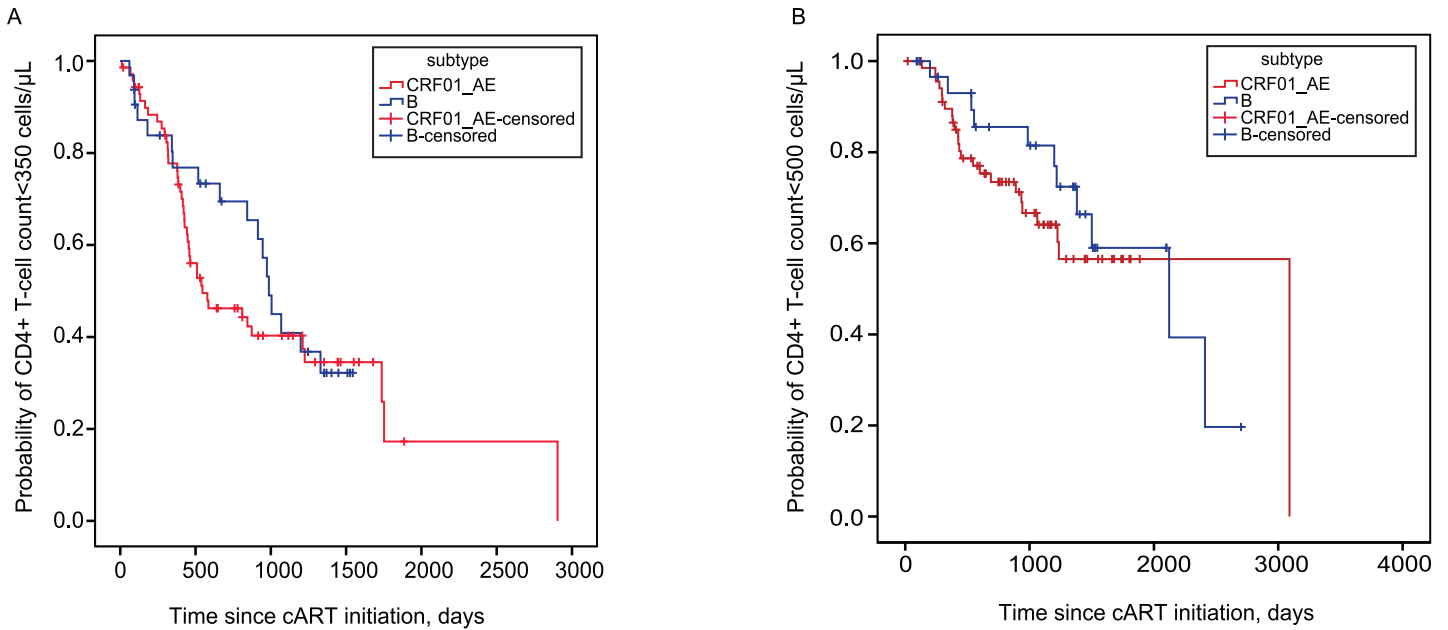 A
Probability of CD4+ T-cell count<350 cells/µL
1.0
0.8
0.6
0.4
0.2
0.0
subtype
CRF01_AE
B
CRF01_AE-censored
B-censored
0 500 1000 1500 2000 2500 3000
Time since cART initiation, days
B
Probability of CD4+ T-cell count<500 cells/µL
1.0
0.8
0.6
0.4
0.2
0.0
subtype
CRF01_AE
B
CRF01_AE-censored
B-censored
0 1000 2000 3000 4000
Time since cART initiation, days